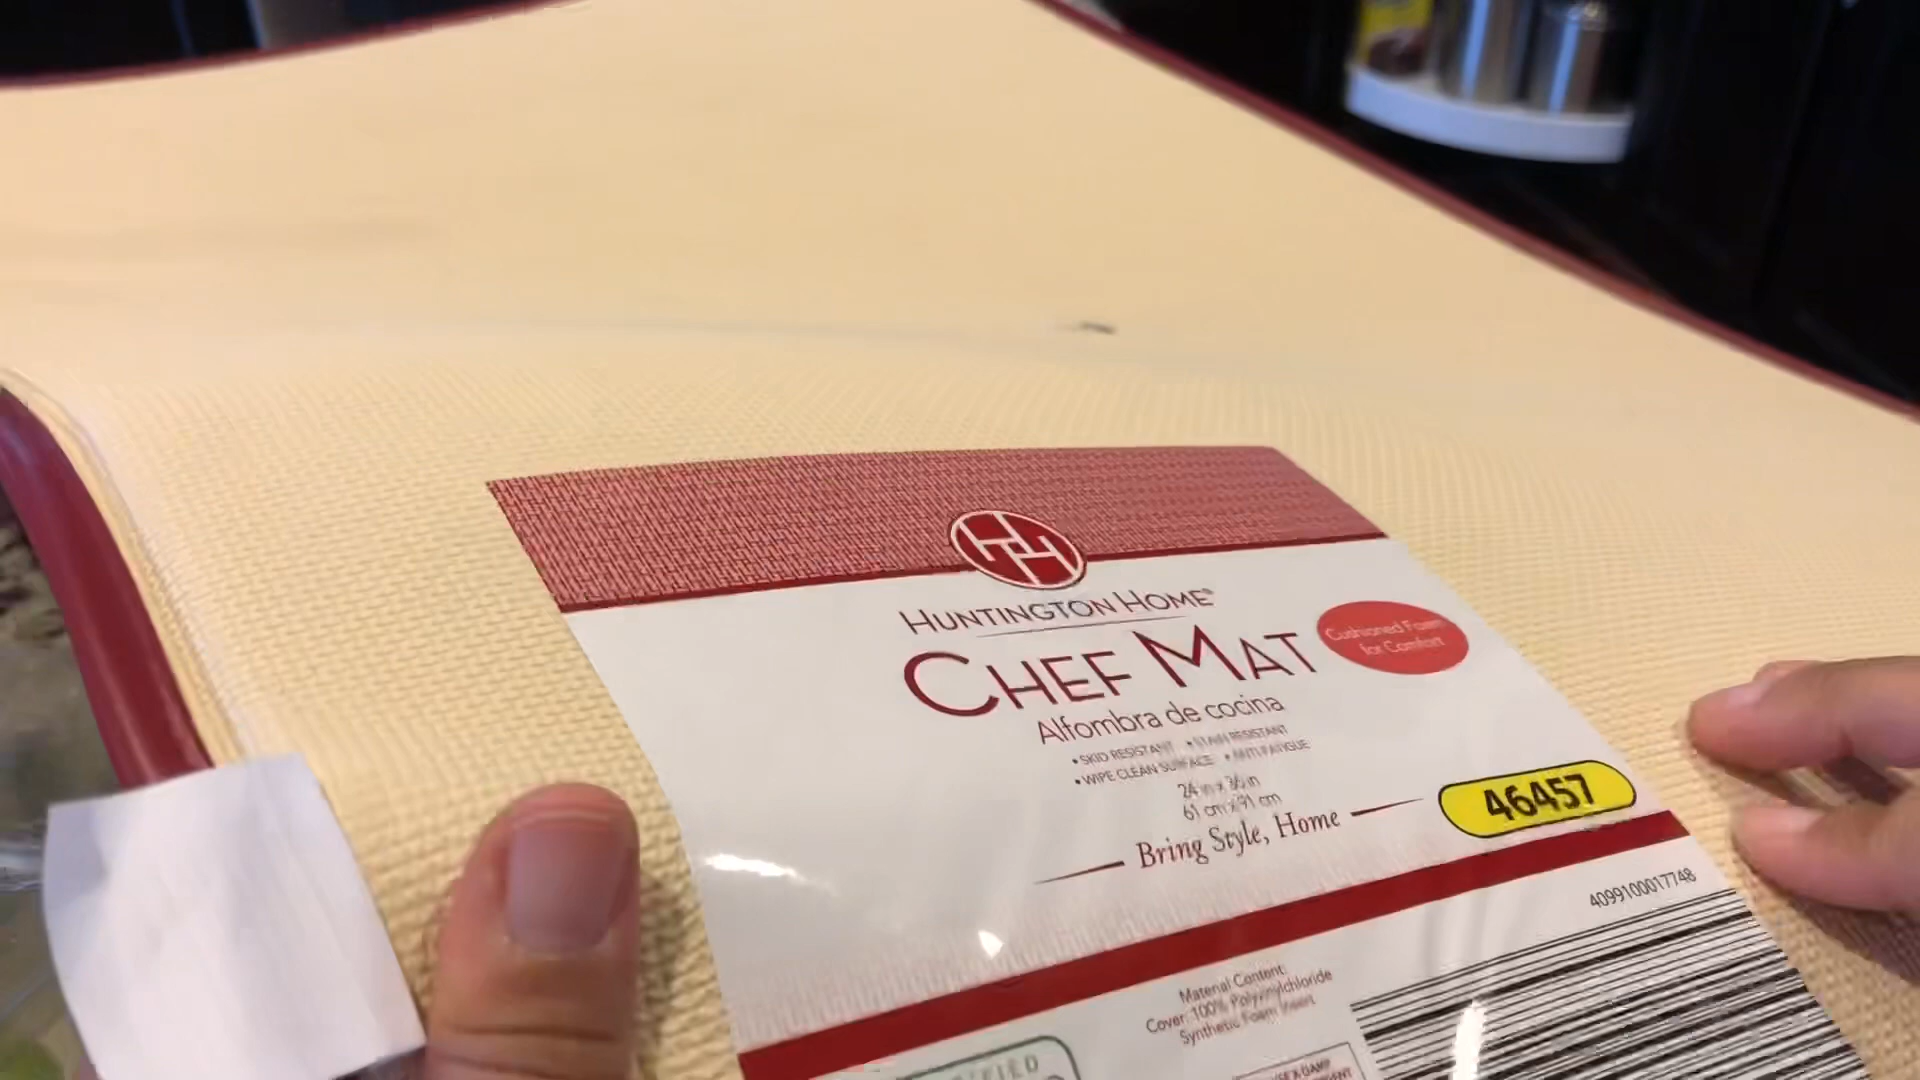 HUNTINGTON HOME®
CHEF MAT
Cushioned Foam
for Comfort
Alfombra de cocina
• SKID RESISTANT • STAIN RESISTANT
• WIPE CLEAN SURFACE • ANTI FATIGUE
24 in x 36 in
61 cm x 91 cm
Bring Style, Home
46457
4099100017748
Material Content:
Cover: 100% Polyvinylchloride
Synthetic Foam Insert